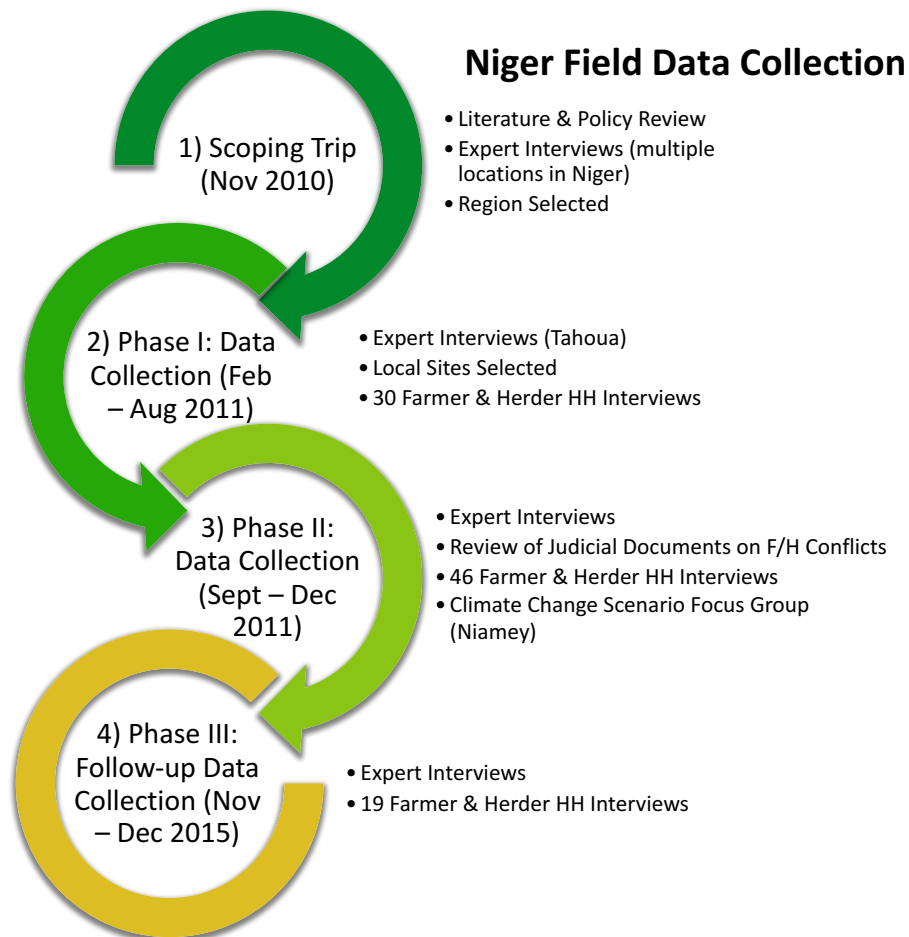 Niger Field Data Collection
1) Scoping Trip
(Nov 2010)
• Literature & Policy Review
• Expert Interviews (multiple
locations in Niger)
• Region Selected
2) Phase I: Data
Collection (Feb
– Aug 2011)
• Expert Interviews (Tahoua)
• Local Sites Selected
• 30 Farmer & Herder HH Interviews
3) Phase II:
Data Collection
(Sept – Dec
2011)
• Expert Interviews
• Review of Judicial Documents on F/H Conflicts
• 46 Farmer & Herder HH Interviews
• Climate Change Scenario Focus Group
(Niamey)
4) Phase III:
Follow-up Data
Collection (Nov
– Dec 2015)
• Expert Interviews
• 19 Farmer & Herder HH Interviews